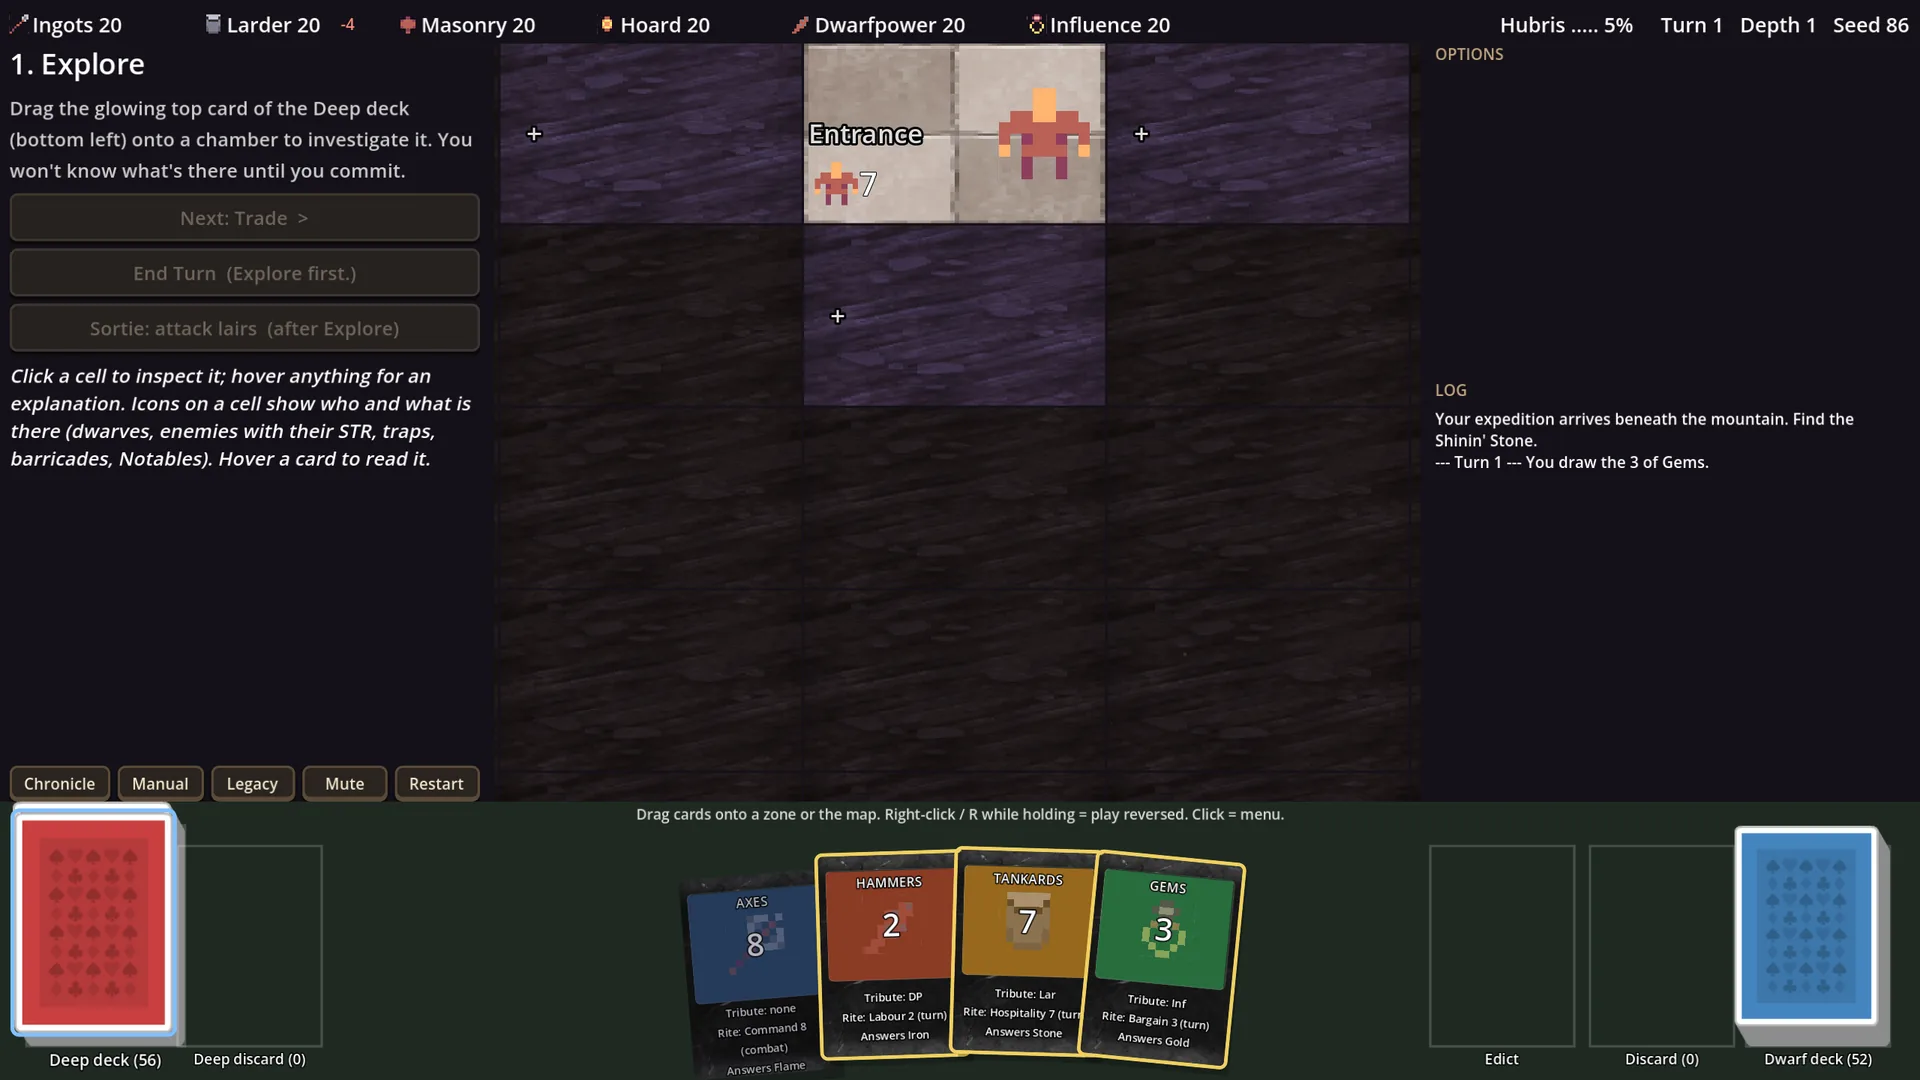 Ingots 20
Larder 20 -4
Masonry 20
Hoard 20
Dwarfpower 20
Influence 20
Hubris ..... 5%
Turn 1
Depth 1
Seed 86
1. Explore
Drag the glowing top card of the Deep deck
(bottom left) onto a chamber to investigate it. You
won't know what's there until you commit.
Next: Trade >
End Turn (Explore first.)
Sortie: attack lairs (after Explore)
Click a cell to inspect it; hover anything for an
explanation. Icons on a cell show who and what is
there (dwarves, enemies with their STR, traps,
barricades, Notables). Hover a card to read it.
Chronicle
Manual
Legacy
Mute
Restart
+
Entrance
7
+
+
OPTIONS
LOG
Your expedition arrives beneath the mountain. Find the
Shinin' Stone.
--- Turn 1 --- You draw the 3 of Gems.
Drag cards onto a zone or the map. Right-click / R while holding = play reversed. Click = menu.
Deep deck (56)
Deep discard (0)
AXES
8
Tribute: none
Rite: Command 8
(combat)
Answers Flame
HAMMERS
2
Tribute: DP
Rite: Labour 2 (turn)
Answers Iron
TANKARDS
7
Tribute: Lar
Rite: Hospitality 7 (turn
Answers Stone
GEMS
3
Tribute: Inf
Rite: Bargain 3 (turn)
Answers Gold
Edict
Discard (0)
Dwarf deck (52)